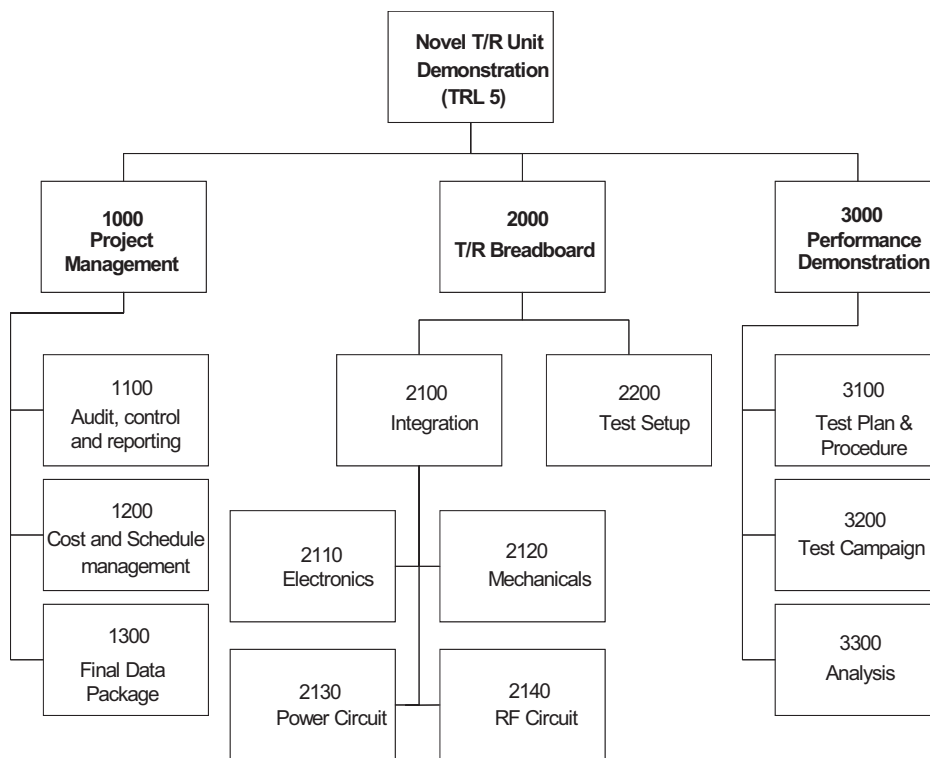 Novel T/R Unit
Demonstration
(TRL 5)
1000
Project
Management
2000
T/R Breadboard
3000
Performance
Demonstration
1100
Audit, control
and reporting
2100
Integration
2200
Test Setup
3100
Test Plan &
Procedure
1200
Cost and Schedule
management
3200
Test Campaign
2110
Electronics
2120
Mechanicals
1300
Final Data
Package
3300
Analysis
2130
Power Circuit
2140
RF Circuit